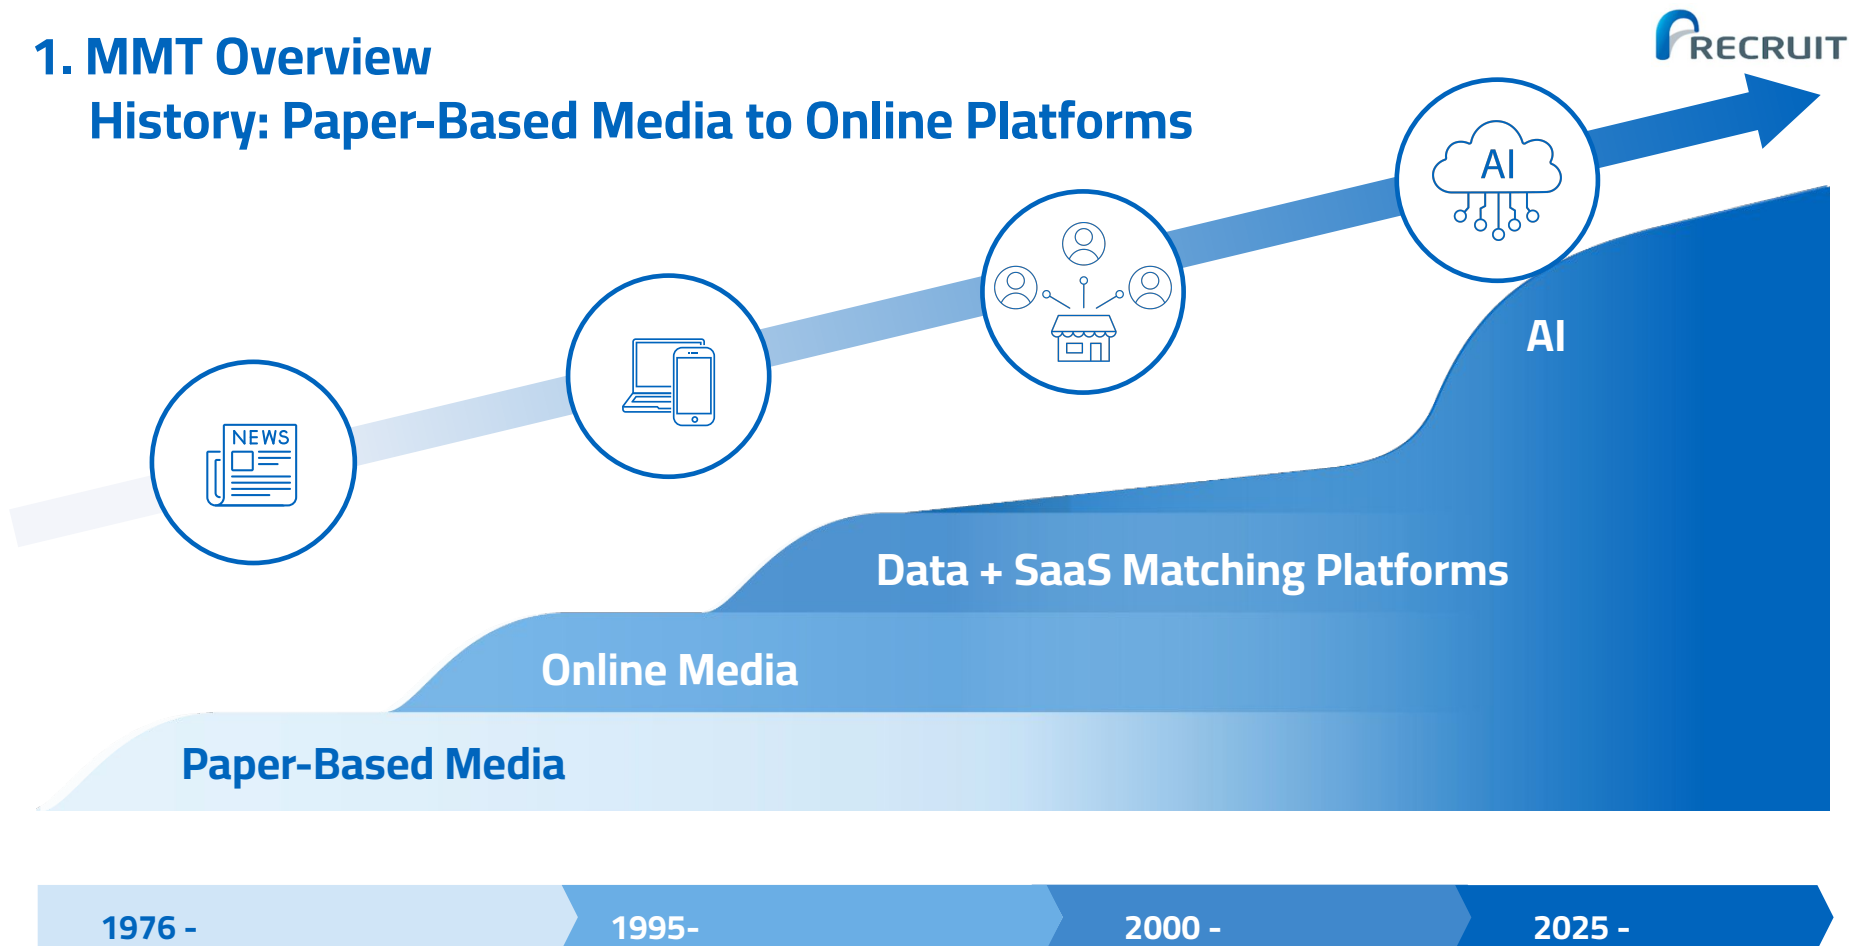 1. MMT Overview
History: Paper-Based Media to Online Platforms
RECRUIT
AI
NEWS
AI
Data + SaaS Matching Platforms
Online Media
Paper-Based Media
1976 -
1995-
2000 -
2025 -